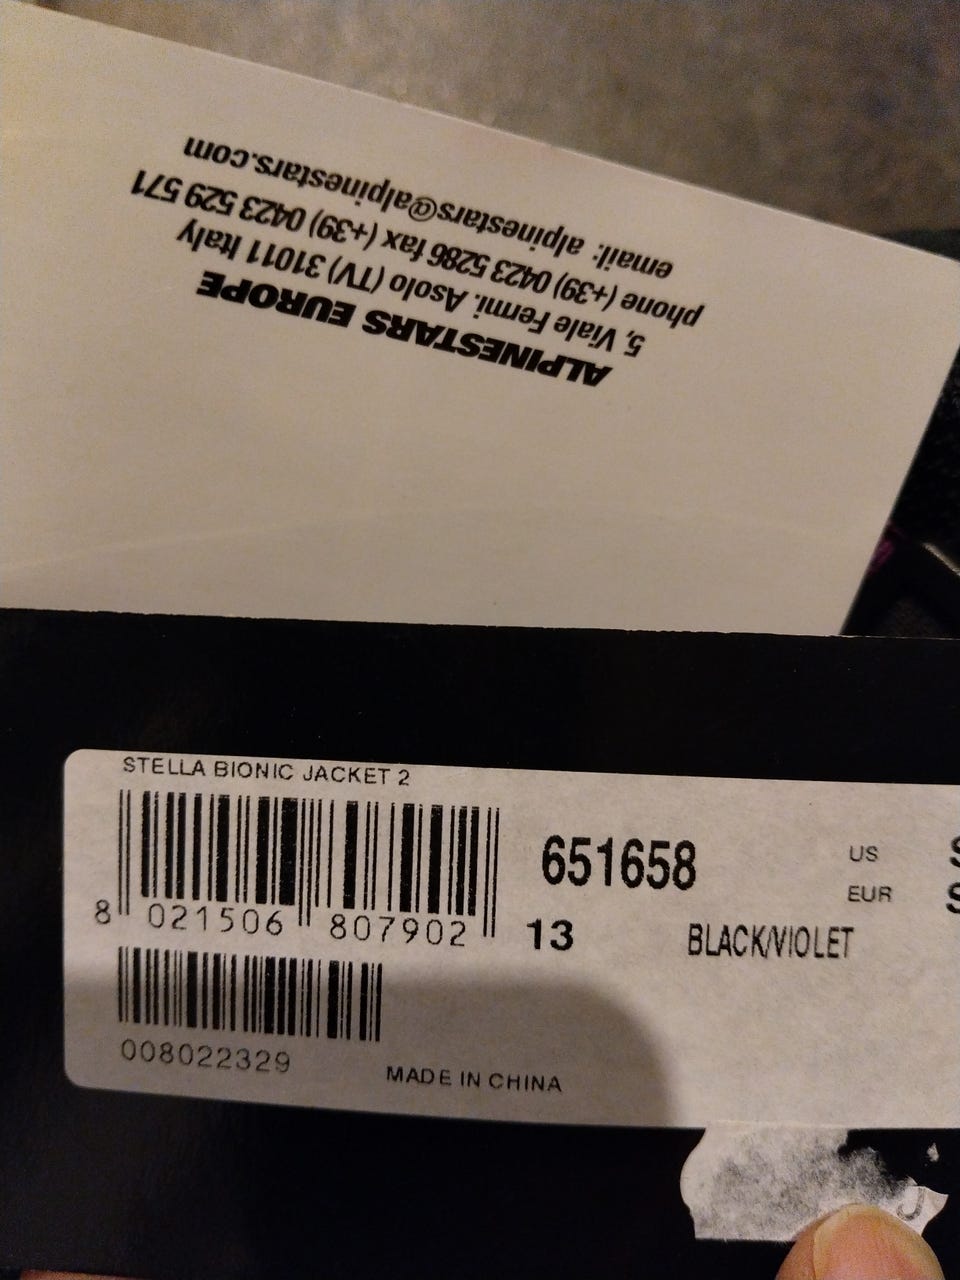 ALPINESTARS EUROPE
5, Viale Fermi. Asolo (TV) 31011 Italy
phone (+39) 0423 5286 fax (+39) 0423 529 571
email: alpinestars@alpinestars.com
STELLA BIONIC JACKET 2
8 021506 807902
651658
13
BLACK/VIOLET
US S
EUR S
008022329
MADE IN CHINA